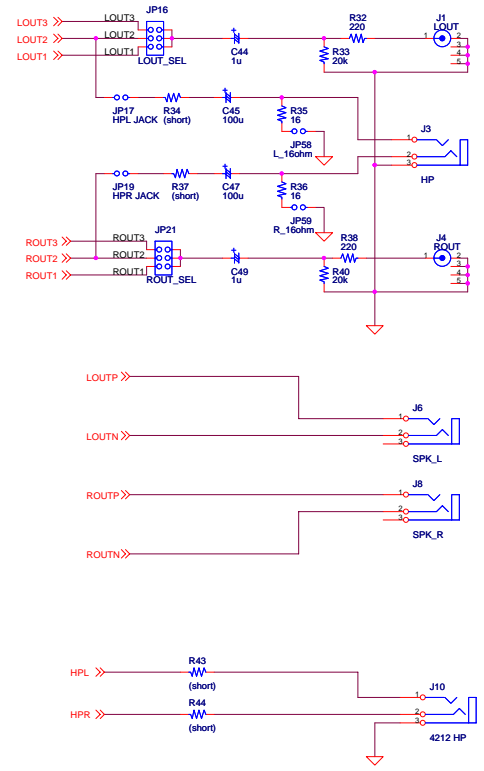 JP16
LOUT3 LOUT3
LOUT2 LOUT2
LOUT1 LOUT1
LOUT_SEL
C44
1u
R32
220
R33
20k
J1
LOUT
1 2
3
4
5
JP17
HPL JACK
R34
(short)
C45
100u
R35
16
JP58
L_16ohm
J3
1
2
3
HP
JP19
HPR JACK
R37
(short)
C47
100u
R36
16
JP59
R_16ohm
JP21
ROUT3 ROUT3
ROUT2 ROUT2
ROUT1 ROUT1
ROUT_SEL
C49
1u
R38
220
R40
20k
J4
ROUT
1 2
3
4
5
LOUTP
LOUTN
J6
1
2
3
SPK_L
ROUTP
ROUTN
J8
1
2
3
SPK_R
HPL
R43
(short)
HPR
R44
(short)
J10
1
2
3
4212 HP